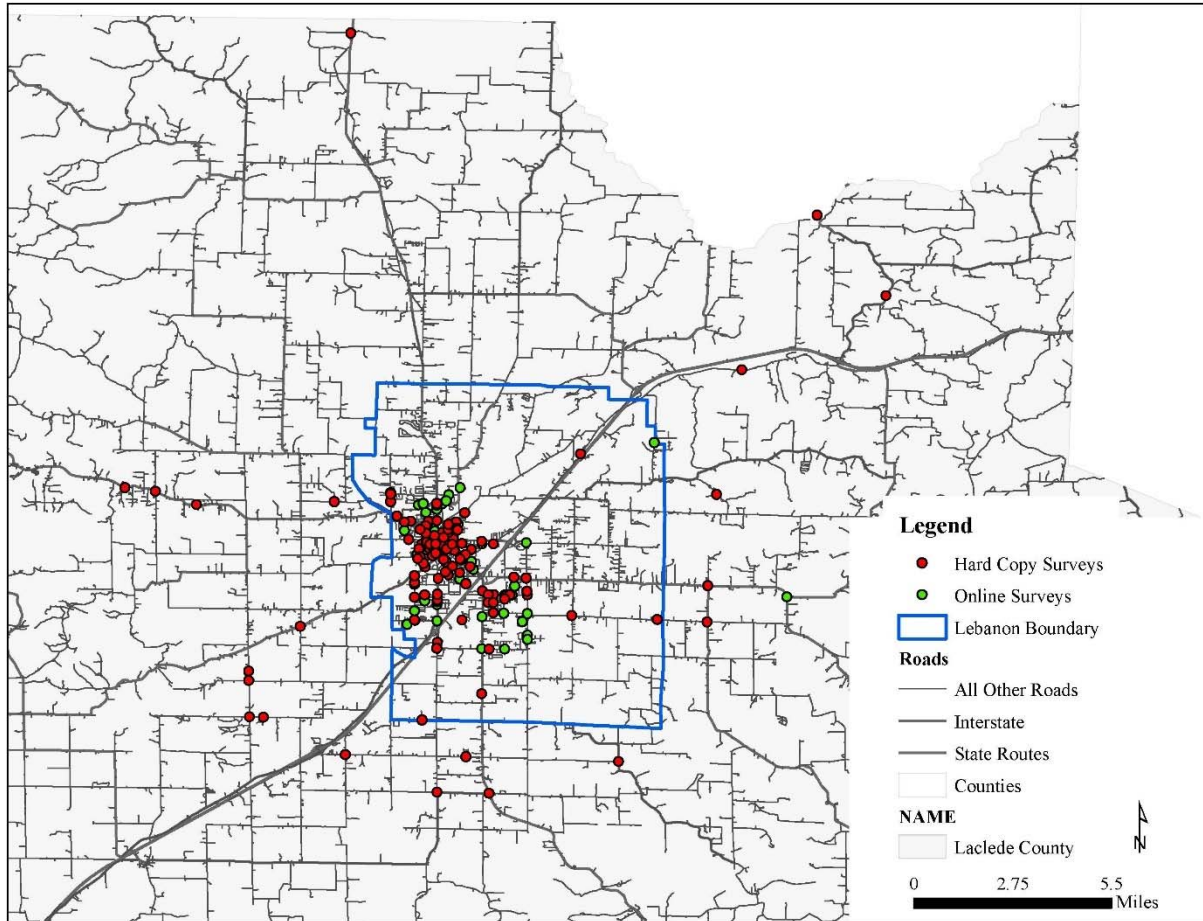 Legend
Hard Copy Surveys
Online Surveys
Lebanon Boundary
Roads
All Other Roads
Interstate
State Routes
Counties
NAME
Laclede County
0 2.75 5.5
Miles